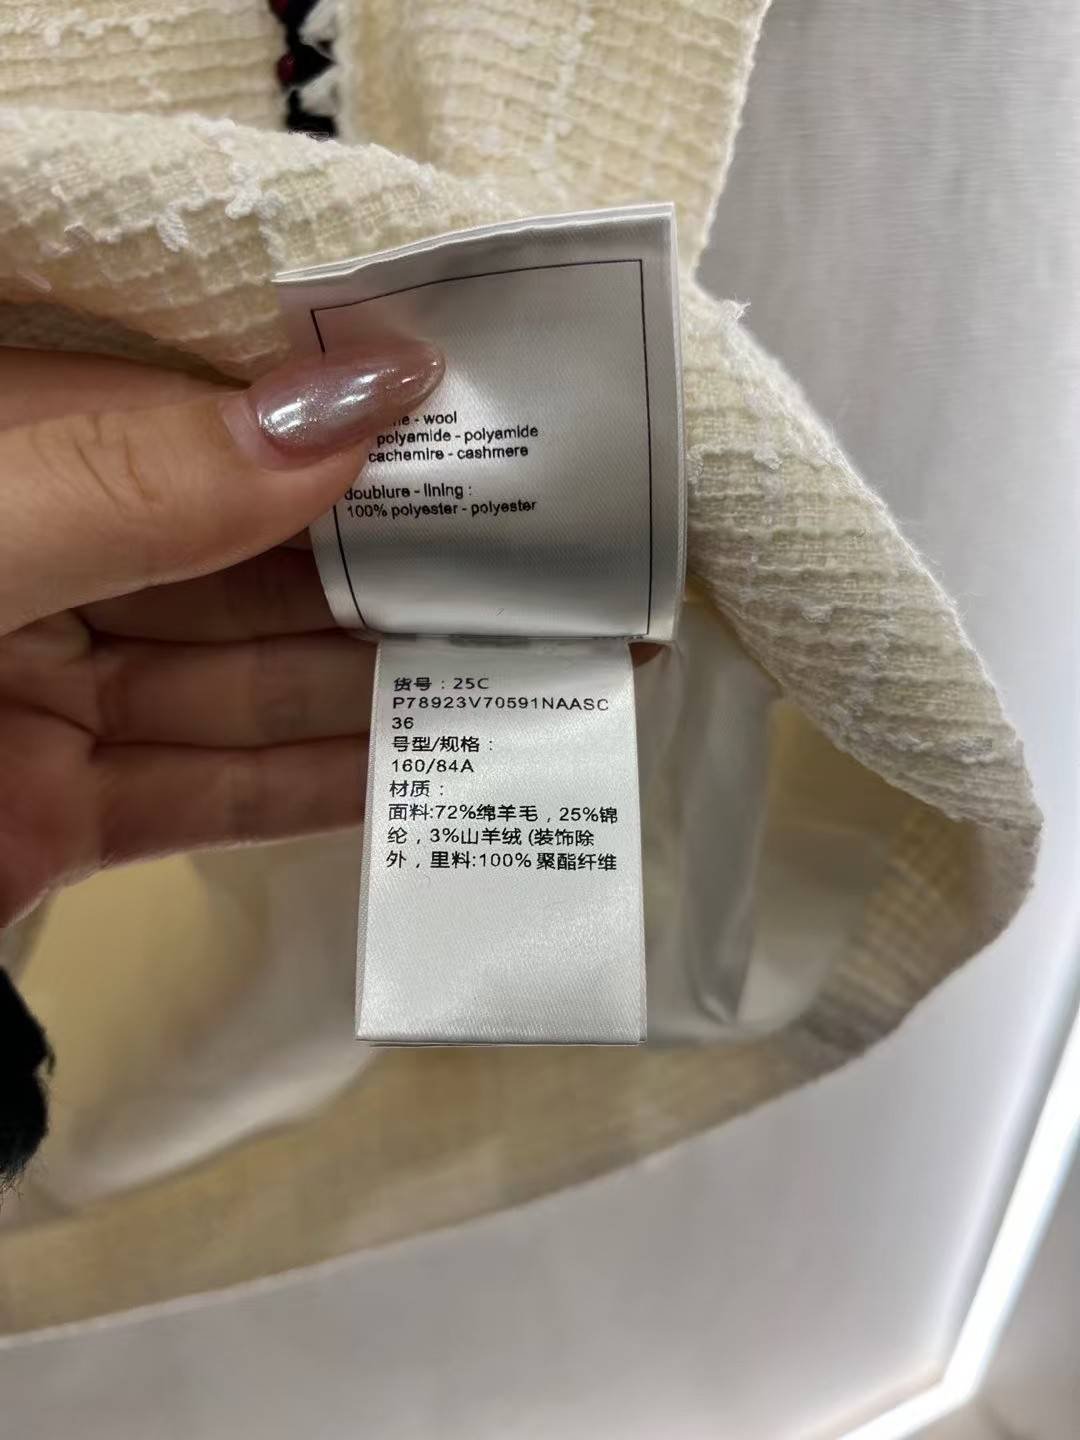 - wool
polyamide - polyamide
cachemire - cashmere
doublure - lining :
100% polyester - polyester
货号 : 25C
P78923V70591NAASC
36
号型/规格 :
160/84A
材质 :
面料:72%绵羊毛 , 25%锦
纶 , 3%山羊绒 (装饰除
外 , 里料:100% 聚酯纤维